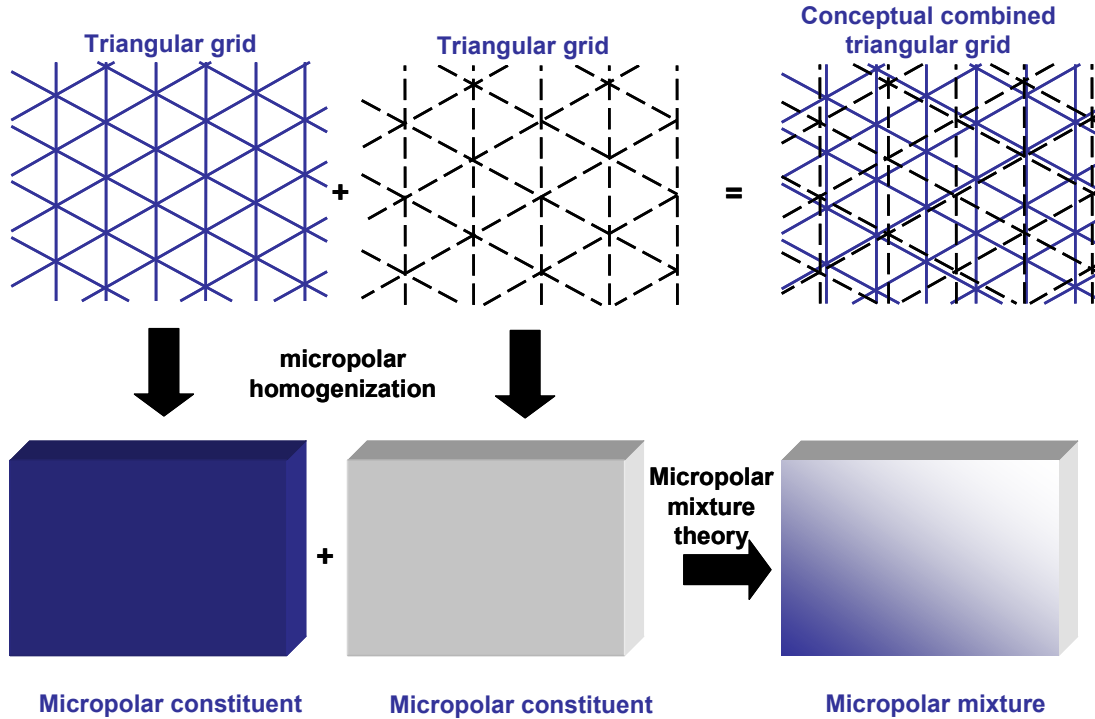 Triangular grid
Triangular grid
Conceptual combined
triangular grid
+
=
micropolar
homogenization
+
Micropolar
mixture
theory
Micropolar constituent
Micropolar constituent
Micropolar mixture